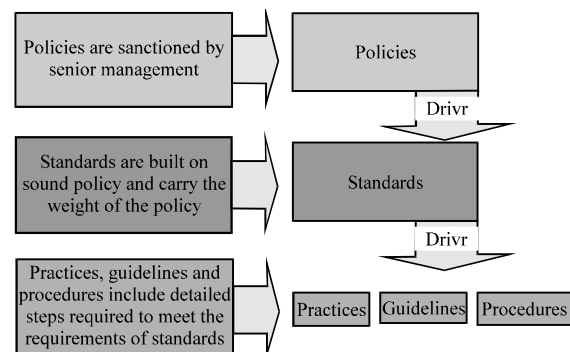 Policies are sanctioned by
senior management
Policies
Drivr
Standards are built on
sound policy and carry the
weight of the policy
Standards
Drivr
Practices, guidelines and
procedures include detailed
steps required to meet the
requirements of standards
Practices
Guidelines
Procedures